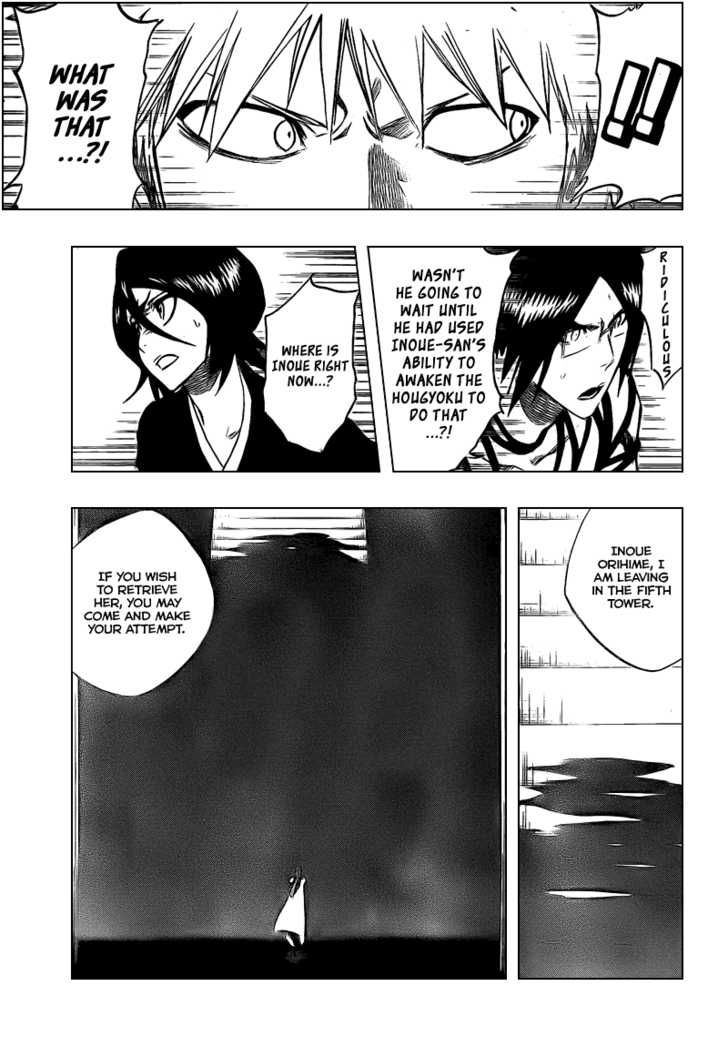 !!
WHAT
WAS
THAT
...?!
RIDICULOUS
WASN'T
HE GOING TO
WAIT UNTIL
HE HAD USED
INOUE-SAN'S
ABILITY TO
AWAKEN THE
HOUGYOKU TO
DO THAT
...?!
WHERE IS
INOUE RIGHT
NOW...?
INOUE
ORIHIME, I
AM LEAVING
IN THE FIFTH
TOWER.
IF YOU WISH
TO RETRIEVE
HER, YOU MAY
COME AND MAKE
YOUR ATTEMPT.